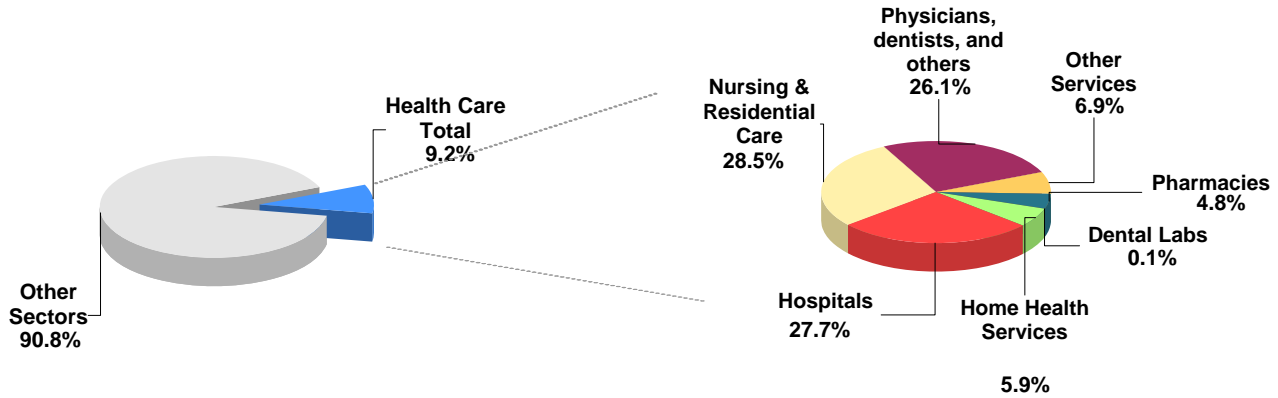 Health Care
Total
9.2%
Other
Sectors
90.8%
Physicians,
dentists, and
others
26.1%
Other
Services
6.9%
Nursing &
Residential
Care
28.5%
Pharmacies
4.8%
Dental Labs
0.1%
Hospitals
27.7%
Home Health
Services
5.9%